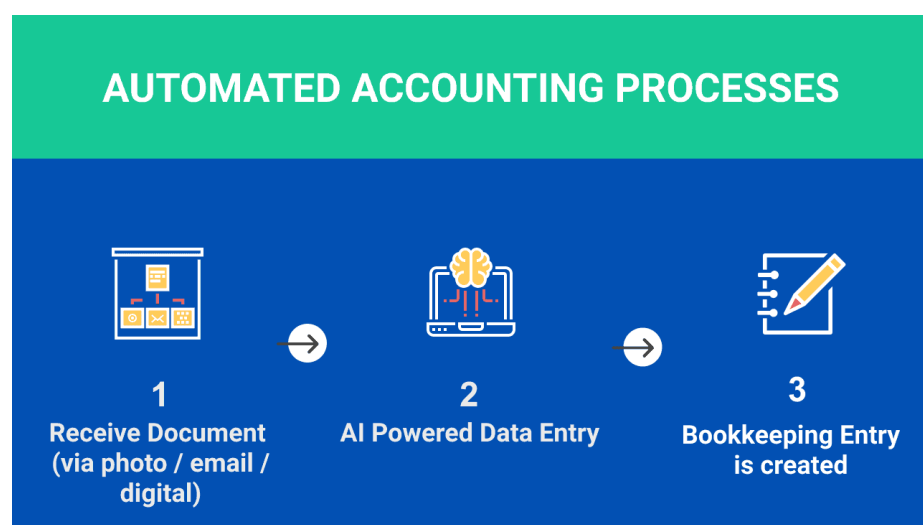 AUTOMATED ACCOUNTING PROCESSES
1
Receive Document
(via photo / email /
digital)
2
AI Powered Data Entry
3
Bookkeeping Entry
is created